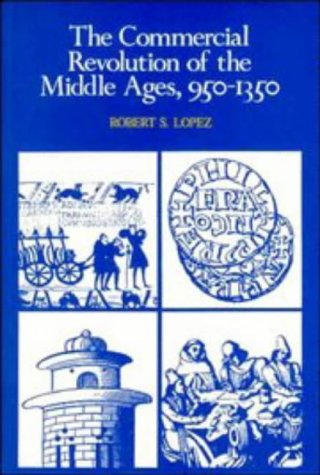 The Commercial
Revolution of the
Middle Ages, 950-1350
ROBERT S. LOPEZ